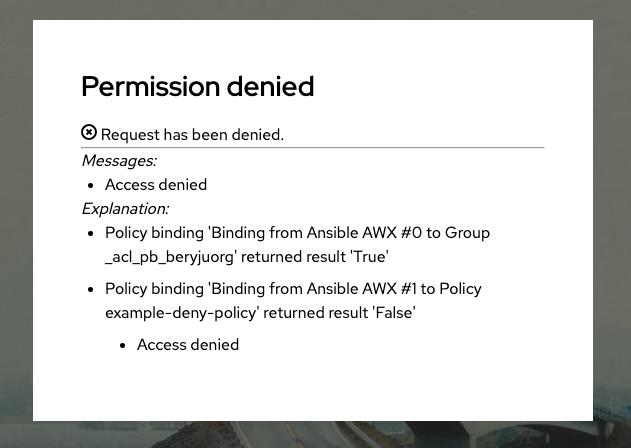 Permission denied
Request has been denied.
Messages:
Access denied
Explanation:
Policy binding 'Binding from Ansible AWX #0 to Group
_acl_pb_beryjuorg' returned result 'True'
Policy binding 'Binding from Ansible AWX #1 to Policy
example-deny-policy' returned result 'False'
Access denied